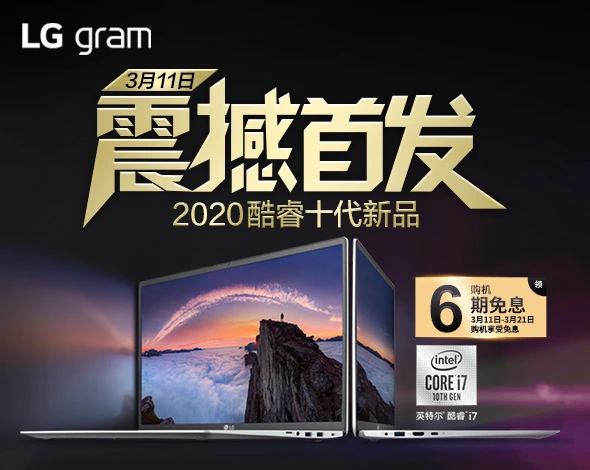 LG gram
3月11日
震撼首发
2020酷睿十代新品
购机
6期免息
领
3月11日-3月21日
购机享受免息
intel
CORE i7
10TH GEN
英特尔® 酷睿™ i7
LG